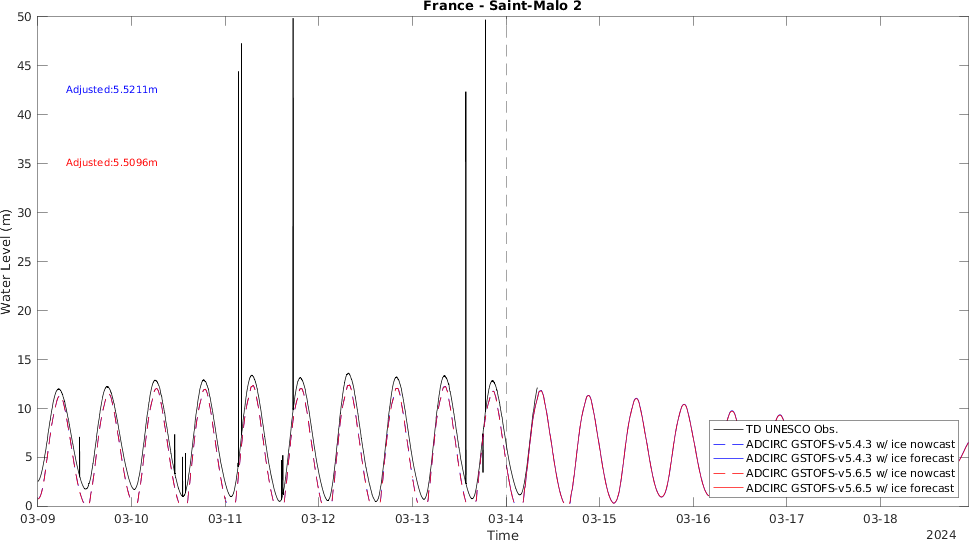 France - Saint-Malo 2
50
45
40
35
30
25
20
15
10
5
0
Water Level (m)
Adjusted:5.5211m
Adjusted:5.5096m
TD UNESCO Obs.
ADCIRC GSTOFS-v5.4.3 w/ ice nowcast
ADCIRC GSTOFS-v5.4.3 w/ ice forecast
ADCIRC GSTOFS-v5.6.5 w/ ice nowcast
ADCIRC GSTOFS-v5.6.5 w/ ice forecast
03-09 03-10 03-11 03-12 03-13 03-14 03-15 03-16 03-17 03-18
Time
2024